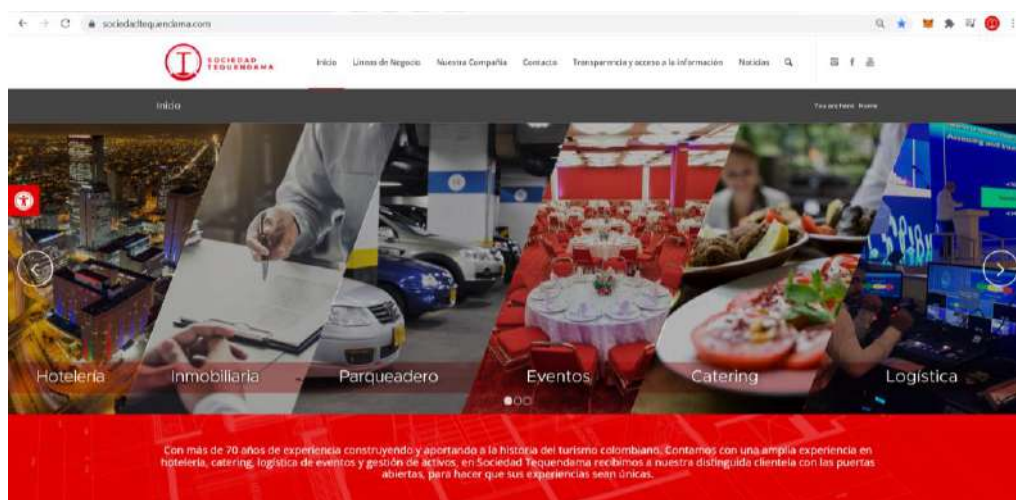 sociedadtequendama.com
SOCIEDAD
TEQUENDAMA
Inicio Líneas de Negocio Nuestra Compañía Contacto Transparencia y acceso a la información Noticias
Inicio
You are here: Home
Hotelería Inmobiliaria Parqueadero Eventos Catering Logística
Con más de 70 años de experiencia construyendo y aportando a la historia del turismo colombiano. Contamos con una amplia experiencia en
hotelería, catering, logística de eventos y gestión de activos, en Sociedad Tequendama recibimos a nuestra distinguida clientela con las puertas
abiertas, para hacer que sus experiencias sean únicas.